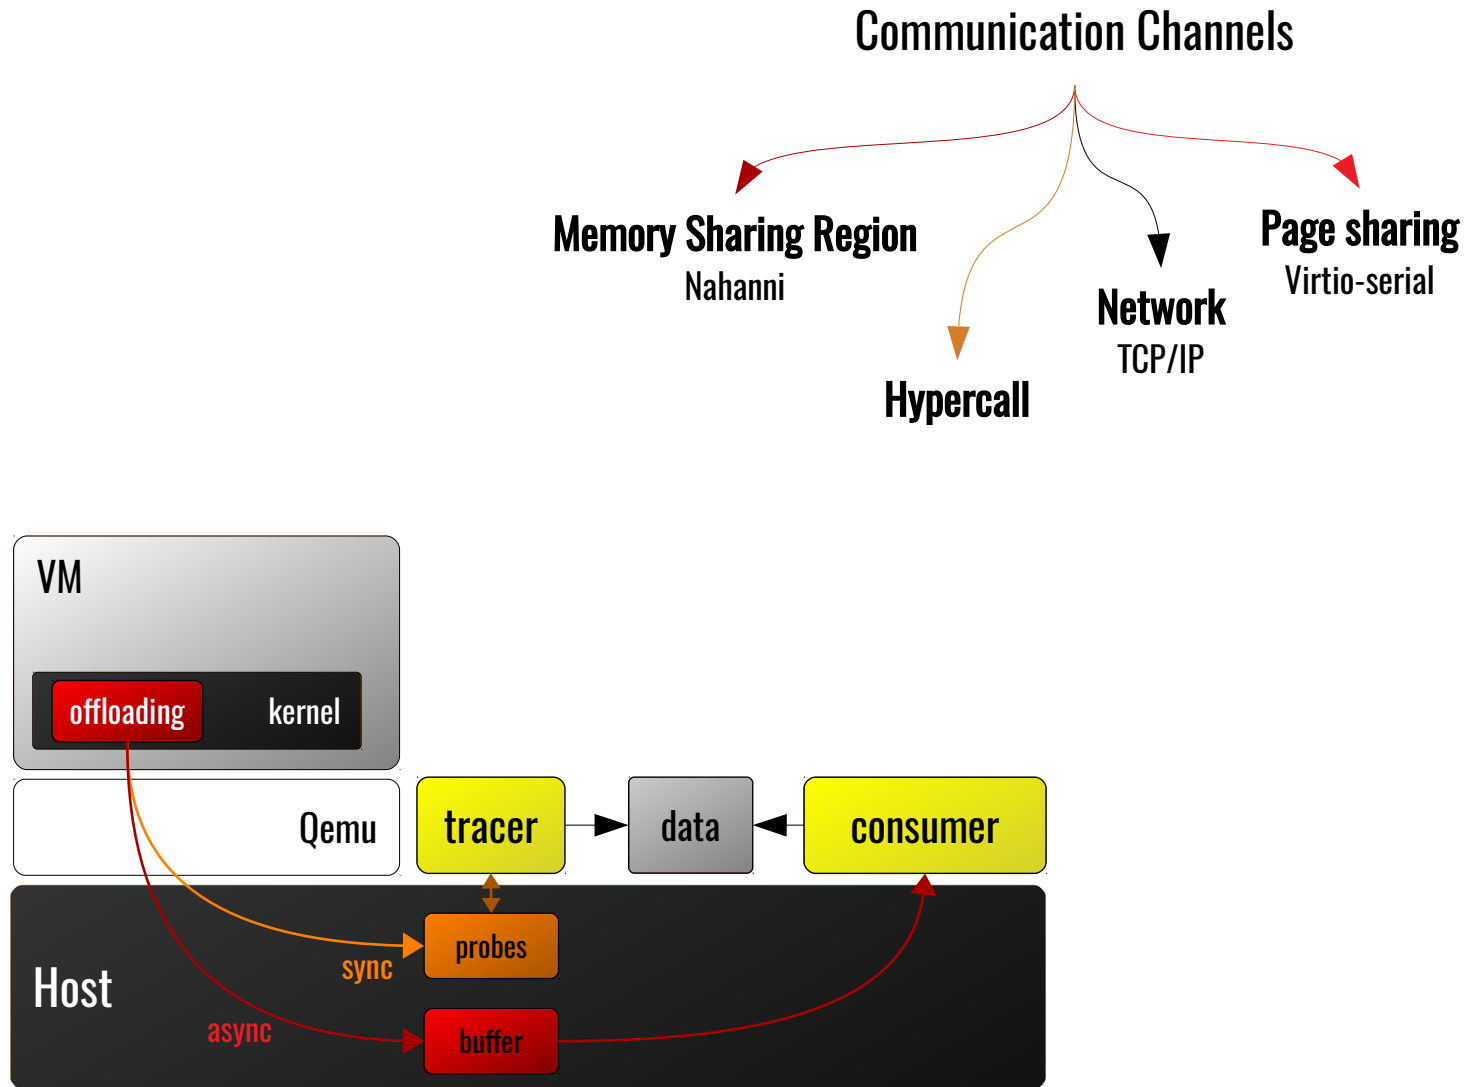 Communication Channels
Memory Sharing Region
Nahanni
Hypercall
Network
TCP/IP
Page sharing
Virtio-serial
VM
offloading
kernel
Qemu
tracer
data
consumer
Host
sync
async
probes
buffer